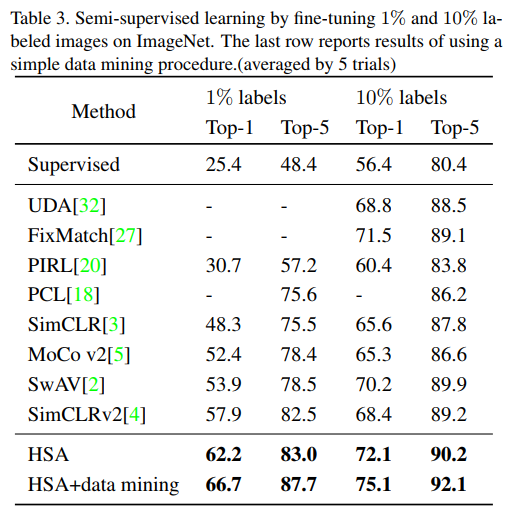 Table 3. Semi-supervised learning by fine-tuning 1% and 10% la-
beled images on ImageNet. The last row reports results of using a
simple data mining procedure.(averaged by 5 trials)
Method 1% labels 10% labels
Top-1 Top-5 Top-1 Top-5
Supervised 25.4 48.4 56.4 80.4
UDA[32] - - 68.8 88.5
FixMatch[27] - - 71.5 89.1
PIRL[20] 30.7 57.2 60.4 83.8
PCL[18] - 75.6 - 86.2
SimCLR[3] 48.3 75.5 65.6 87.8
MoCo v2[5] 52.4 78.4 65.3 86.6
SwAV[2] 53.9 78.5 70.2 89.9
SimCLRv2[4] 57.9 82.5 68.4 89.2
HSA 62.2 83.0 72.1 90.2
HSA+data mining 66.7 87.7 75.1 92.1